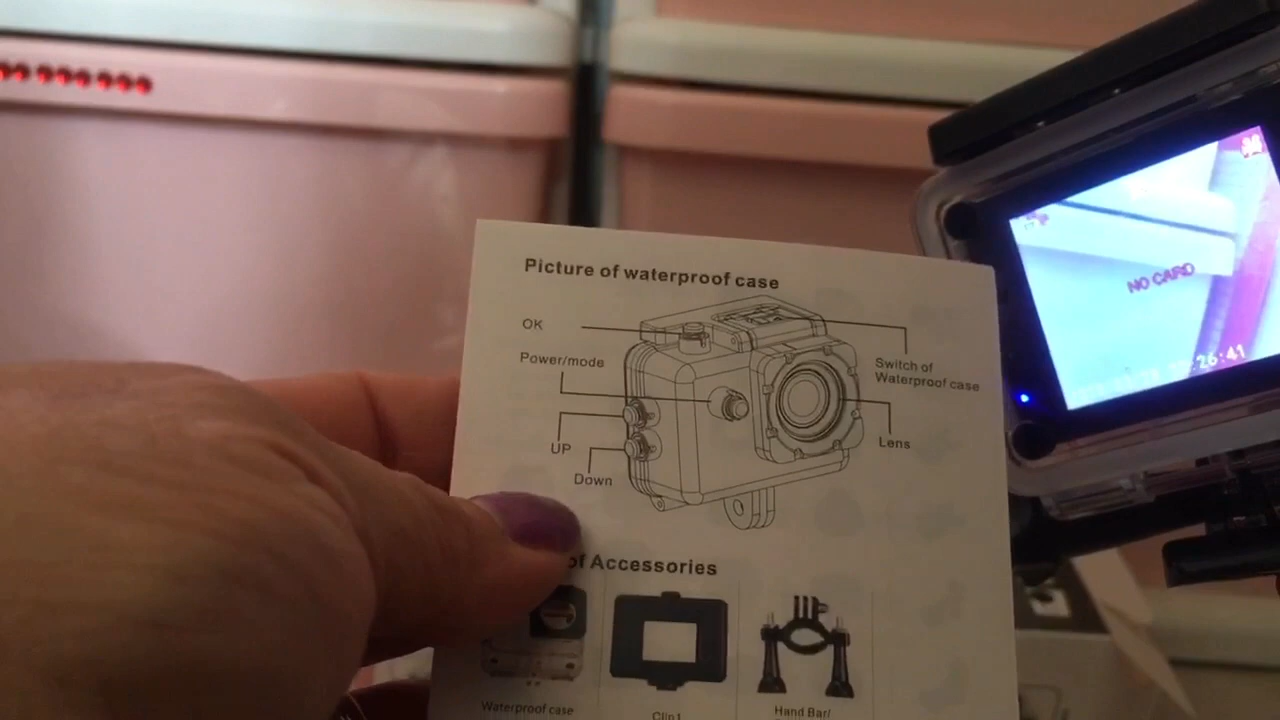 Picture of waterproof case
OK
Power/mode
Switch of
Waterproof case
UP
Lens
Down
of Accessories
Waterproof case
Clip1
Hand Bar/
NO CARD
26:41